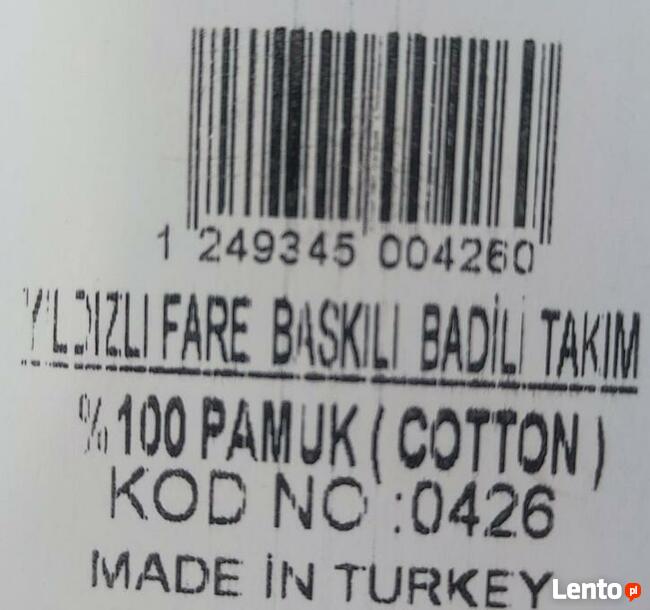 1 249345 004260
YILDIZLI FARE BASKILI BADİLİ TAKIM
%100 PAMUK ( COTTON )
KOD NO :0426
MADE İN TURKEY
Lento.pl